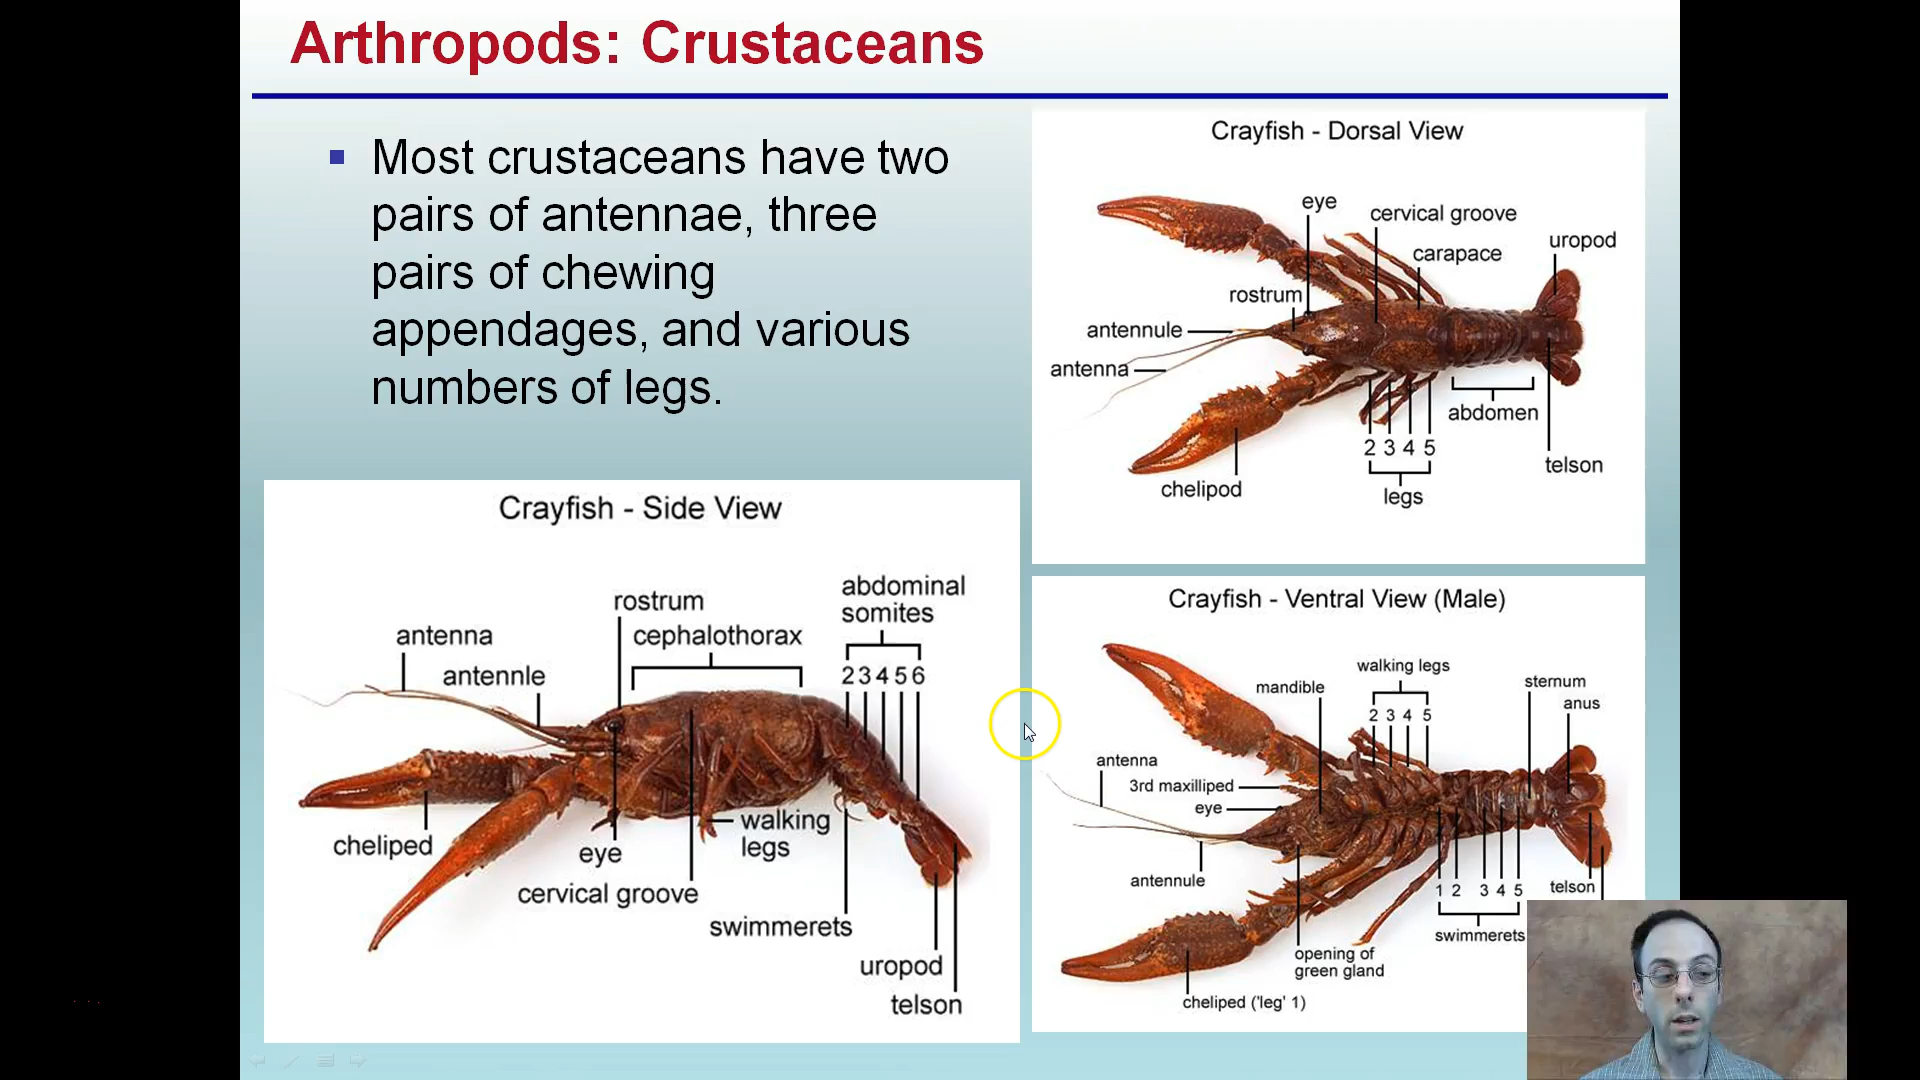 Arthropods: Crustaceans
Most crustaceans have two
pairs of antennae, three
pairs of chewing
appendages, and various
numbers of legs.
Crayfish - Dorsal View
eye
cervical groove
carapace
uropod
rostrum
antennule
antenna
abdomen
2 3 4 5
legs
chelipod
telson
Crayfish - Side View
abdominal
somites
rostrum
cephalothorax
antenna
antennle
2 3 4 5 6
cheliped
eye
walking
legs
cervical groove
swimmerets
uropod
telson
Crayfish - Ventral View (Male)
walking legs
mandible
2 3 4 5
sternum
anus
antenna
3rd maxilliped
eye
antennule
1 2 3 4 5
swimmerets
telson
opening of
green gland
cheliped ('leg' 1)